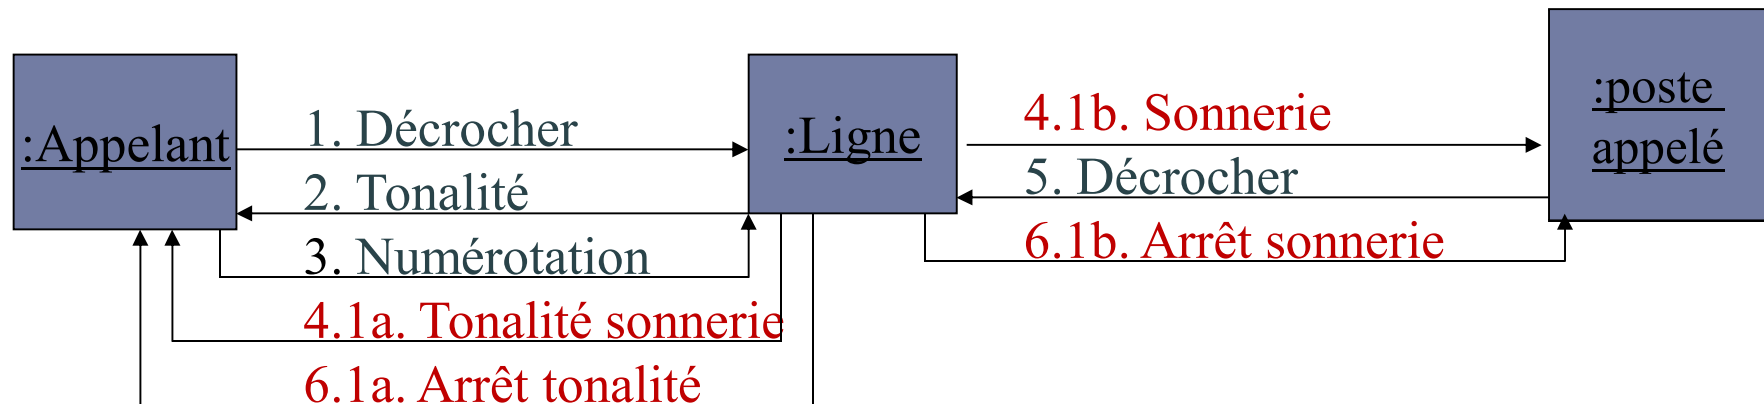 :Appelant
1. Décrocher
2. Tonalité
3. Numérotation
4.1a. Tonalité sonnerie
6.1a. Arrêt tonalité
:Ligne
4.1b. Sonnerie
5. Décrocher
6.1b. Arrêt sonnerie
:poste
appelé